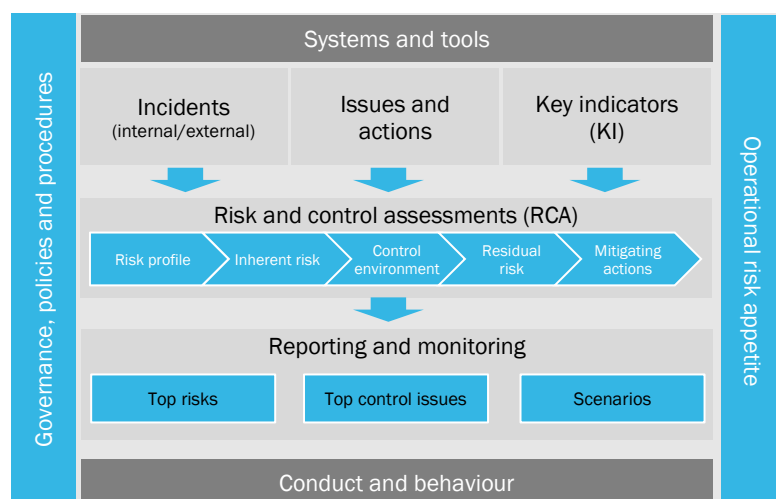 Systems and tools
Governance, policies and procedures
Operational risk appetite
Incidents
(internal/external)
Issues and
actions
Key indicators
(KI)
Risk and control assessments (RCA)
Risk profile
Inherent risk
Control
environment
Residual
risk
Mitigating
actions
Reporting and monitoring
Top risks
Top control issues
Scenarios
Conduct and behaviour